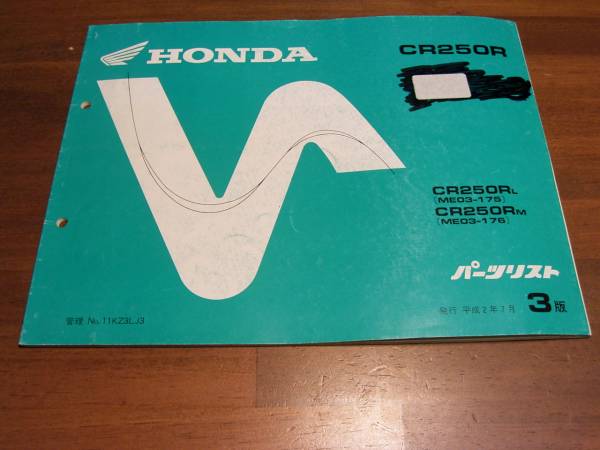 HONDA
CR250R
CR250RL
(ME03-175)
CR250RM
(ME03-176)
パーツリスト
管理 No.11KZ3LJ3
発行 平成2年7月
3版